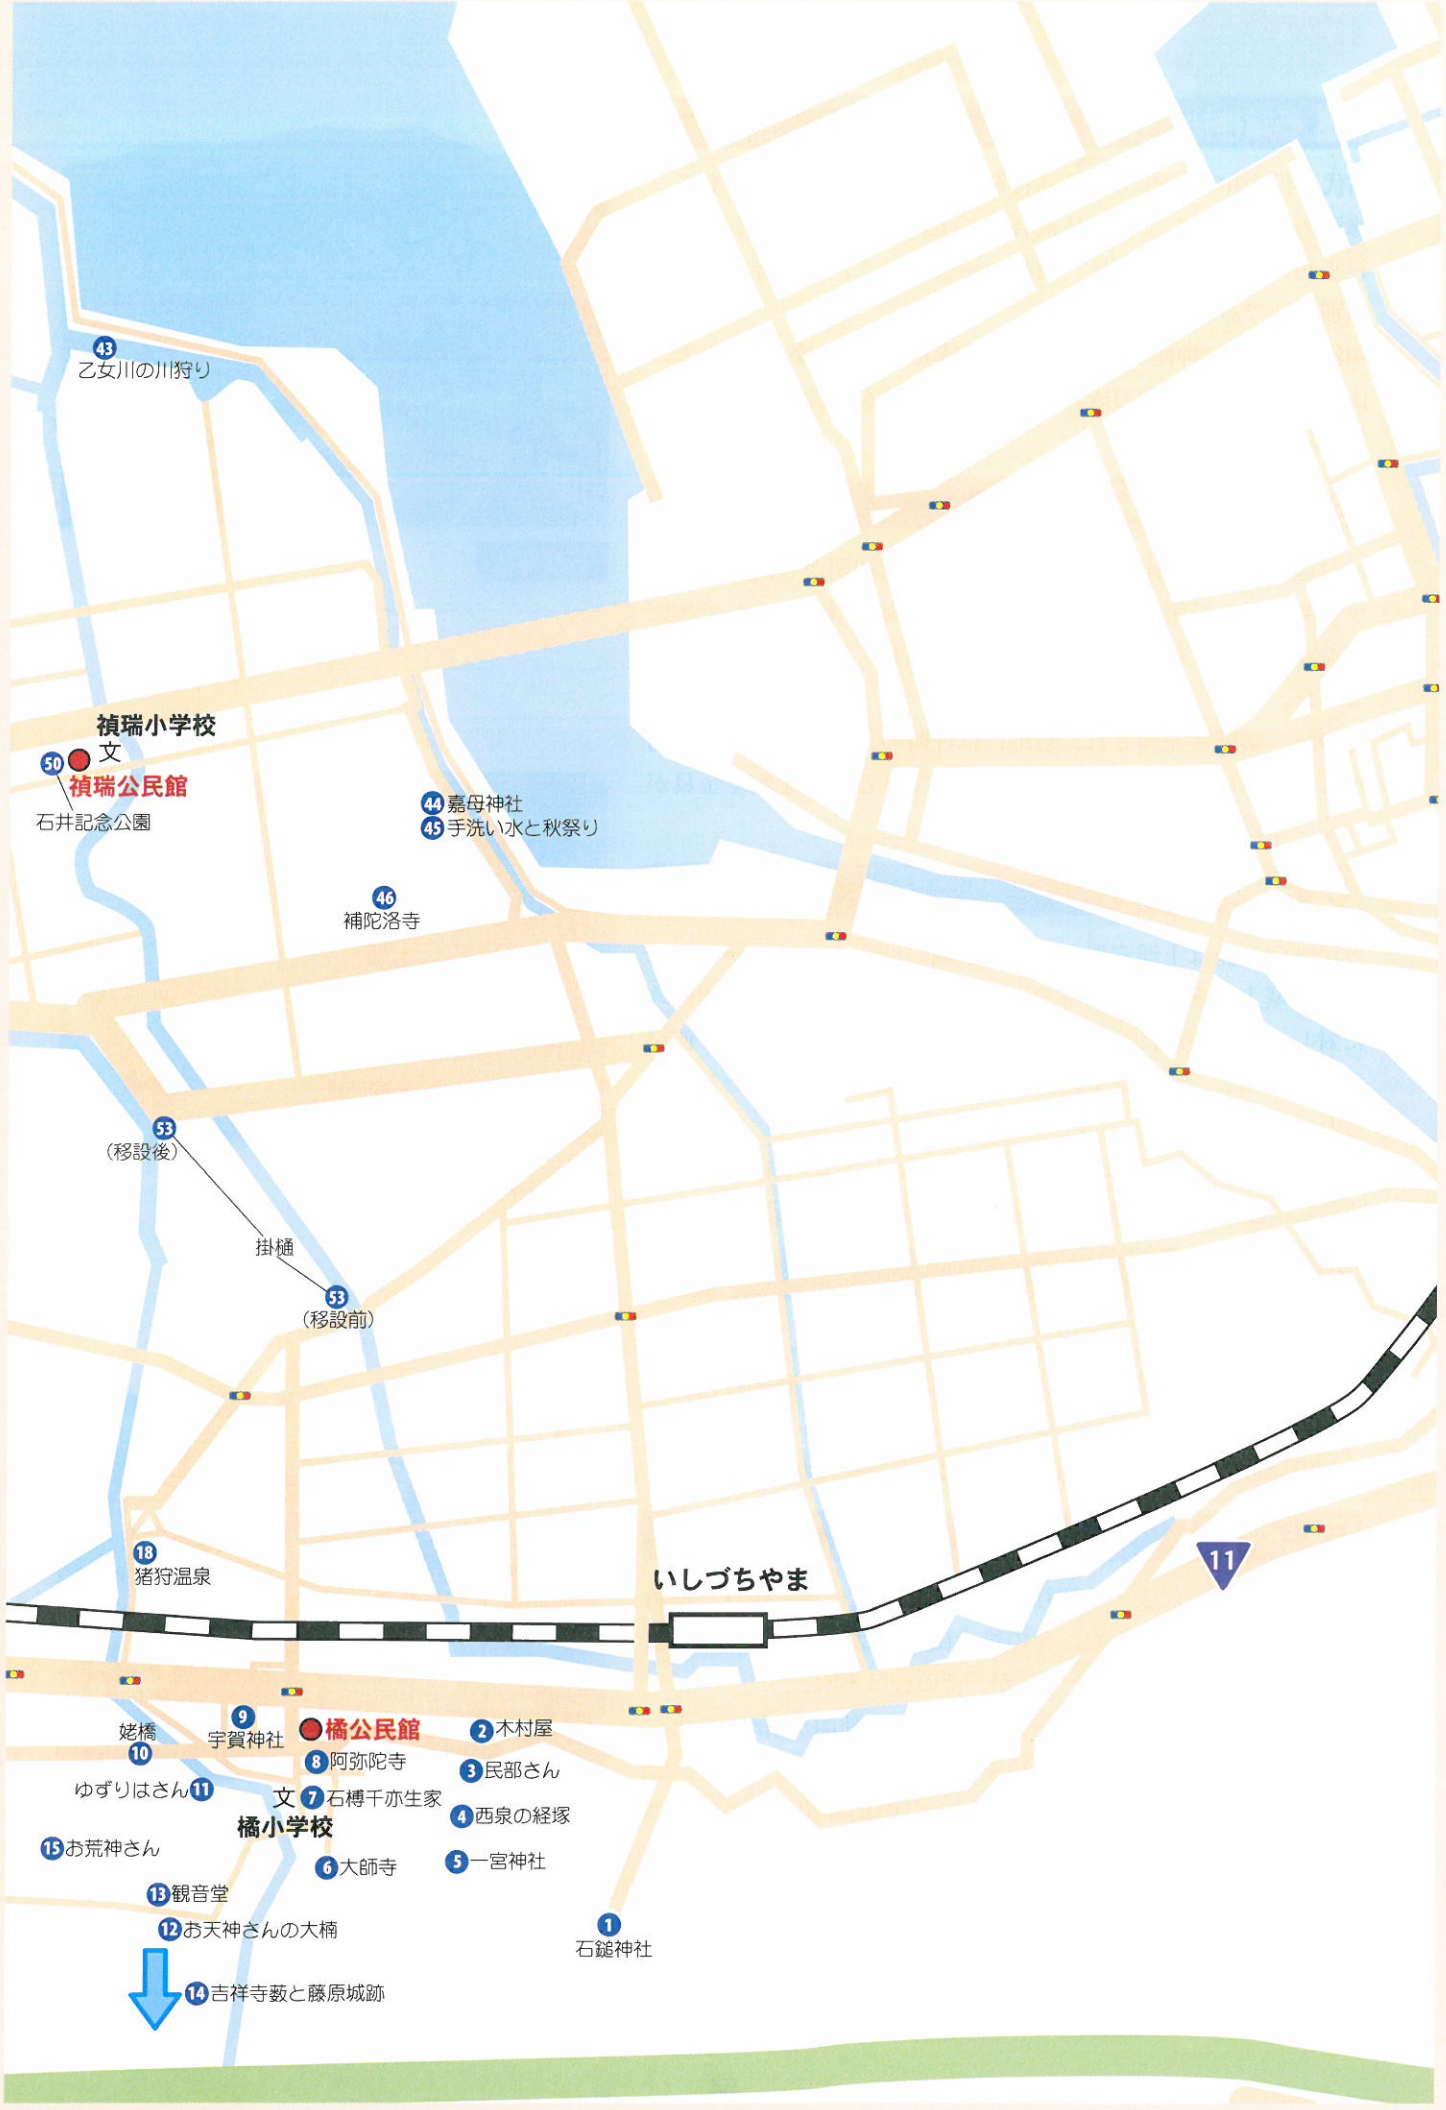 43
乙女川の川狩り
禎瑞小学校
文
50
禎瑞公民館
石井記念公園
44 嘉母神社
45 手洗い水と秋祭り
46
補陀洛寺
53
(移設後)
掛樋
53
(移設前)
18
猪狩温泉
いしづちやま
11
9
宇賀神社
橘公民館
2 木村屋
姥橋
10
8 阿弥陀寺
3 民部さん
ゆずりはさん 11
文
7 石榑千亦生家
4 西泉の経塚
橘小学校
15 お荒神さん
6 大師寺
5 一宮神社
13 観音堂
12 お天神さんの大楠
1
石鎚神社
14 吉祥寺薮と藤原城跡